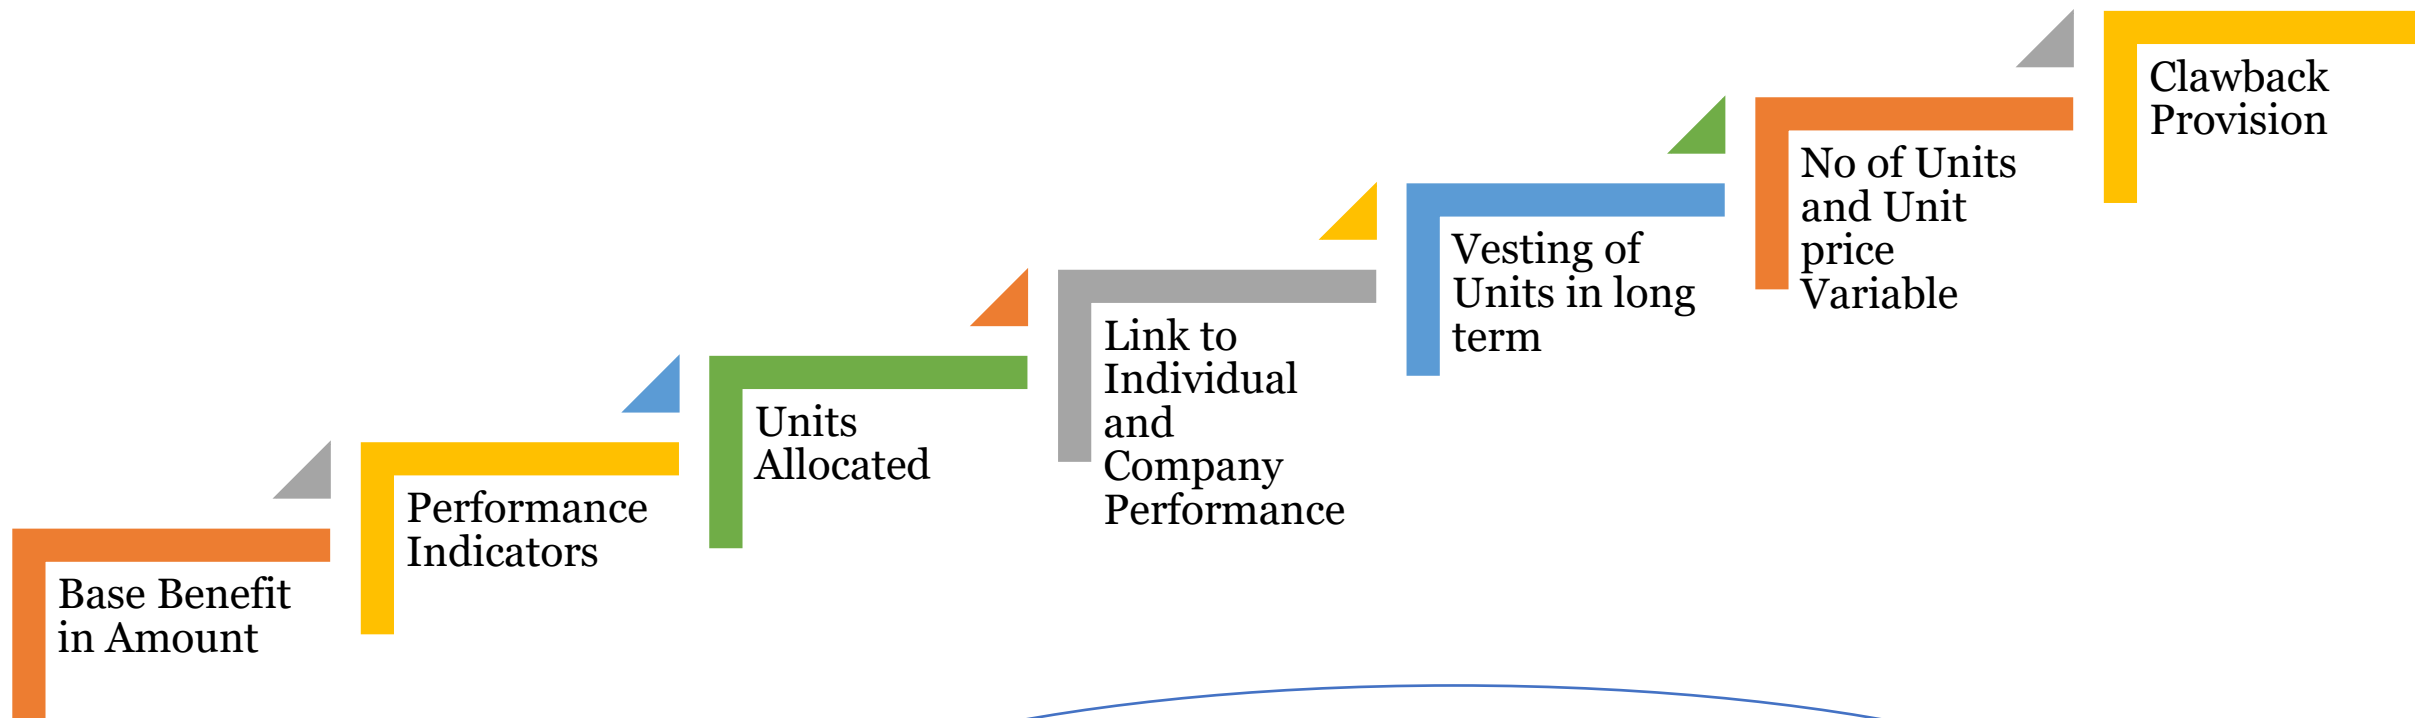 Base Benefit
in Amount
Performance
Indicators
Units
Allocated
Link to
Individual
and
Company
Performance
Vesting of
Units in long
term
No of Units
and Unit
price
Variable
Clawback
Provision